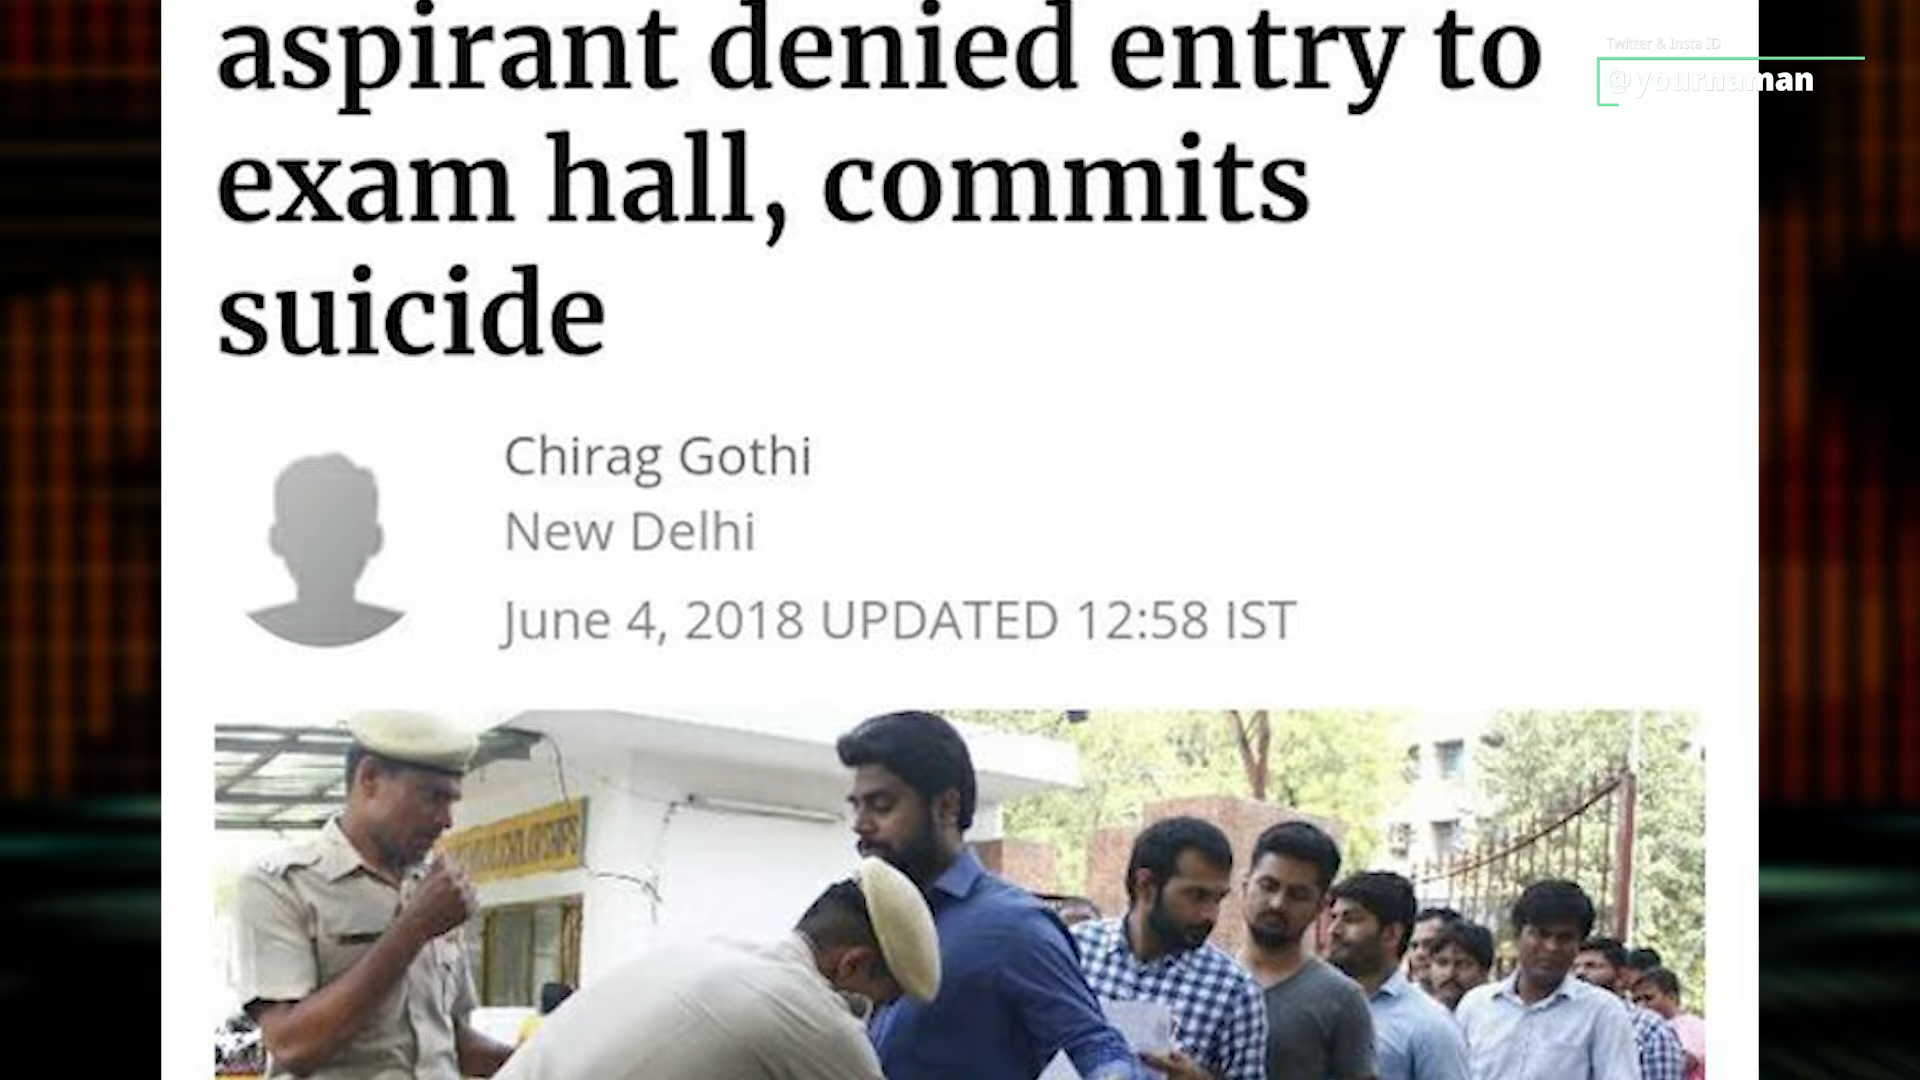 aspirant denied entry to
exam hall, commits
suicide
Twitter & Insta ID
@yournaman
Chirag Gothi
New Delhi
June 4, 2018 UPDATED 12:58 IST